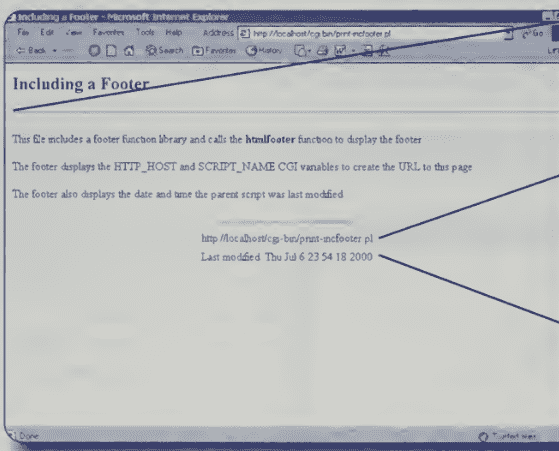 Including a Footer - Microsoft Internet Explorer
File Edit View Favorites Tools Help Address http://localhost/cgi-bin/print-incfooter.pl Go
Back Search Favorites History
Including a Footer
This file includes a footer function library and calls the htmlfooter function to display the footer
The footer displays the HTTP_HOST and SCRIPT_NAME CGI variables to create the URL to this page
The footer also displays the date and time the parent script was last modified
http://localhost/cgi-bin/print-incfooter.pl
Last modified Thu Jul 6 23 54 18 2000
Done